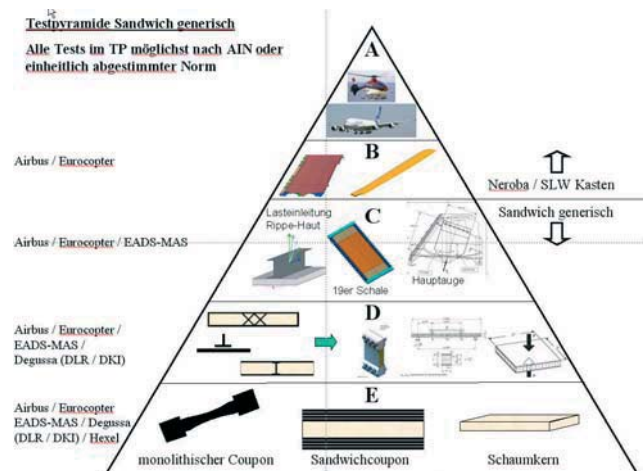 Testpyramide Sandwich generisch
Alle Tests im TP möglichst nach AIN oder
einheitlich abgestimmter Norm
A
B
Airbus / Eurocopter
Neroba / SLW Kasten
Sandwich generisch
C
Lasteinleitung
Rippe-Haut
Airbus / Eurocopter / EADS-MAS
Hauptauge
19er Schale
D
Airbus / Eurocopter /
EADS-MAS /
Degussa (DLR / DKI)
E
Airbus / Eurocopter
EADS-MAS / Degussa
(DLR / DKI) / Hexel
monolithischer Coupon
Sandwichcoupon
Schaumkern